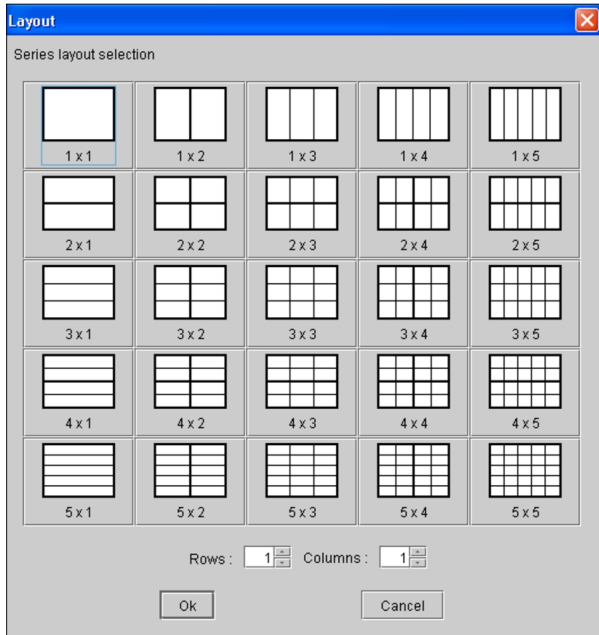 Layout
Series layout selection
1 x 1 1 x 2 1 x 3 1 x 4 1 x 5
2 x 1 2 x 2 2 x 3 2 x 4 2 x 5
3 x 1 3 x 2 3 x 3 3 x 4 3 x 5
4 x 1 4 x 2 4 x 3 4 x 4 4 x 5
5 x 1 5 x 2 5 x 3 5 x 4 5 x 5
Rows : 1 Columns : 1
Ok Cancel